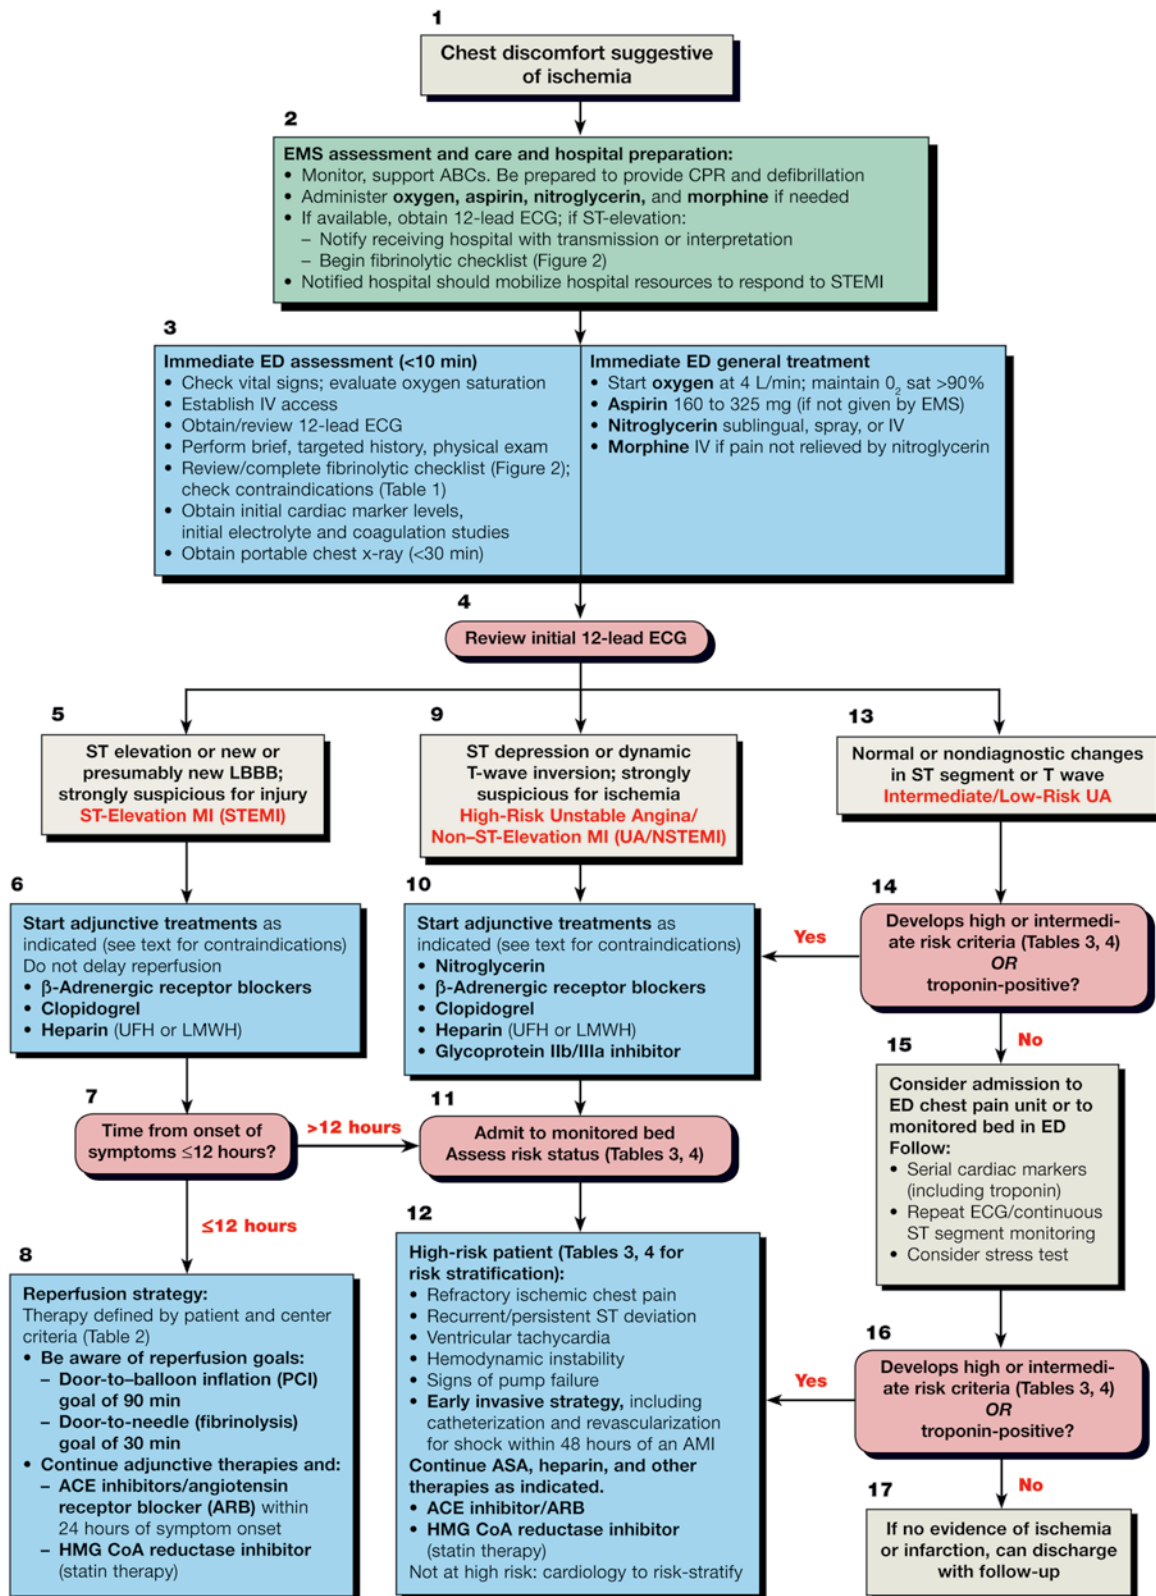 1
Chest discomfort suggestive
of ischemia
2
EMS assessment and care and hospital preparation:
• Monitor, support ABCs. Be prepared to provide CPR and defibrillation
• Administer oxygen, aspirin, nitroglycerin, and morphine if needed
• If available, obtain 12-lead ECG; if ST-elevation:
– Notify receiving hospital with transmission or interpretation
– Begin fibrinolytic checklist (Figure 2)
• Notified hospital should mobilize hospital resources to respond to STEMI
3
Immediate ED assessment (<10 min)
• Check vital signs; evaluate oxygen saturation
• Establish IV access
• Obtain/review 12-lead ECG
• Perform brief, targeted history, physical exam
• Review/complete fibrinolytic checklist (Figure 2);
check contraindications (Table 1)
• Obtain initial cardiac marker levels,
initial electrolyte and coagulation studies
• Obtain portable chest x-ray (<30 min)
Immediate ED general treatment
• Start oxygen at 4 L/min; maintain 0₂ sat >90%
• Aspirin 160 to 325 mg (if not given by EMS)
• Nitroglycerin sublingual, spray, or IV
• Morphine IV if pain not relieved by nitroglycerin
4
Review initial 12-lead ECG
5
ST elevation or new or
presumably new LBBB;
strongly suspicious for injury
ST-Elevation MI (STEMI)
6
Start adjunctive treatments as
indicated (see text for contraindications)
Do not delay reperfusion
• β-Adrenergic receptor blockers
• Clopidogrel
• Heparin (UFH or LMWH)
7
Time from onset of
symptoms ≤12 hours?
>12 hours
≤12 hours
8
Reperfusion strategy:
Therapy defined by patient and center
criteria (Table 2)
• Be aware of reperfusion goals:
– Door-to–balloon inflation (PCI)
goal of 90 min
– Door-to-needle (fibrinolysis)
goal of 30 min
• Continue adjunctive therapies and:
– ACE inhibitors/angiotensin
receptor blocker (ARB) within
24 hours of symptom onset
– HMG CoA reductase inhibitor
(statin therapy)
9
ST depression or dynamic
T-wave inversion; strongly
suspicious for ischemia
High-Risk Unstable Angina/
Non–ST-Elevation MI (UA/NSTEMI)
10
Start adjunctive treatments as
indicated (see text for contraindications)
• Nitroglycerin
• β-Adrenergic receptor blockers
• Clopidogrel
• Heparin (UFH or LMWH)
• Glycoprotein IIb/IIIa inhibitor
11
Admit to monitored bed
Assess risk status (Tables 3, 4)
12
High-risk patient (Tables 3, 4 for
risk stratification):
• Refractory ischemic chest pain
• Recurrent/persistent ST deviation
• Ventricular tachycardia
• Hemodynamic instability
• Signs of pump failure
• Early invasive strategy, including
catheterization and revascularization
for shock within 48 hours of an AMI
Continue ASA, heparin, and other
therapies as indicated.
• ACE inhibitor/ARB
• HMG CoA reductase inhibitor
(statin therapy)
Not at high risk: cardiology to risk-stratify
13
Normal or nondiagnostic changes
in ST segment or T wave
Intermediate/Low-Risk UA
14
Develops high or intermedi-
ate risk criteria (Tables 3, 4)
OR
troponin-positive?
Yes
No
15
Consider admission to
ED chest pain unit or to
monitored bed in ED
Follow:
• Serial cardiac markers
(including troponin)
• Repeat ECG/continuous
ST segment monitoring
• Consider stress test
16
Develops high or intermedi-
ate risk criteria (Tables 3, 4)
OR
troponin-positive?
Yes
No
17
If no evidence of ischemia
or infarction, can discharge
with follow-up